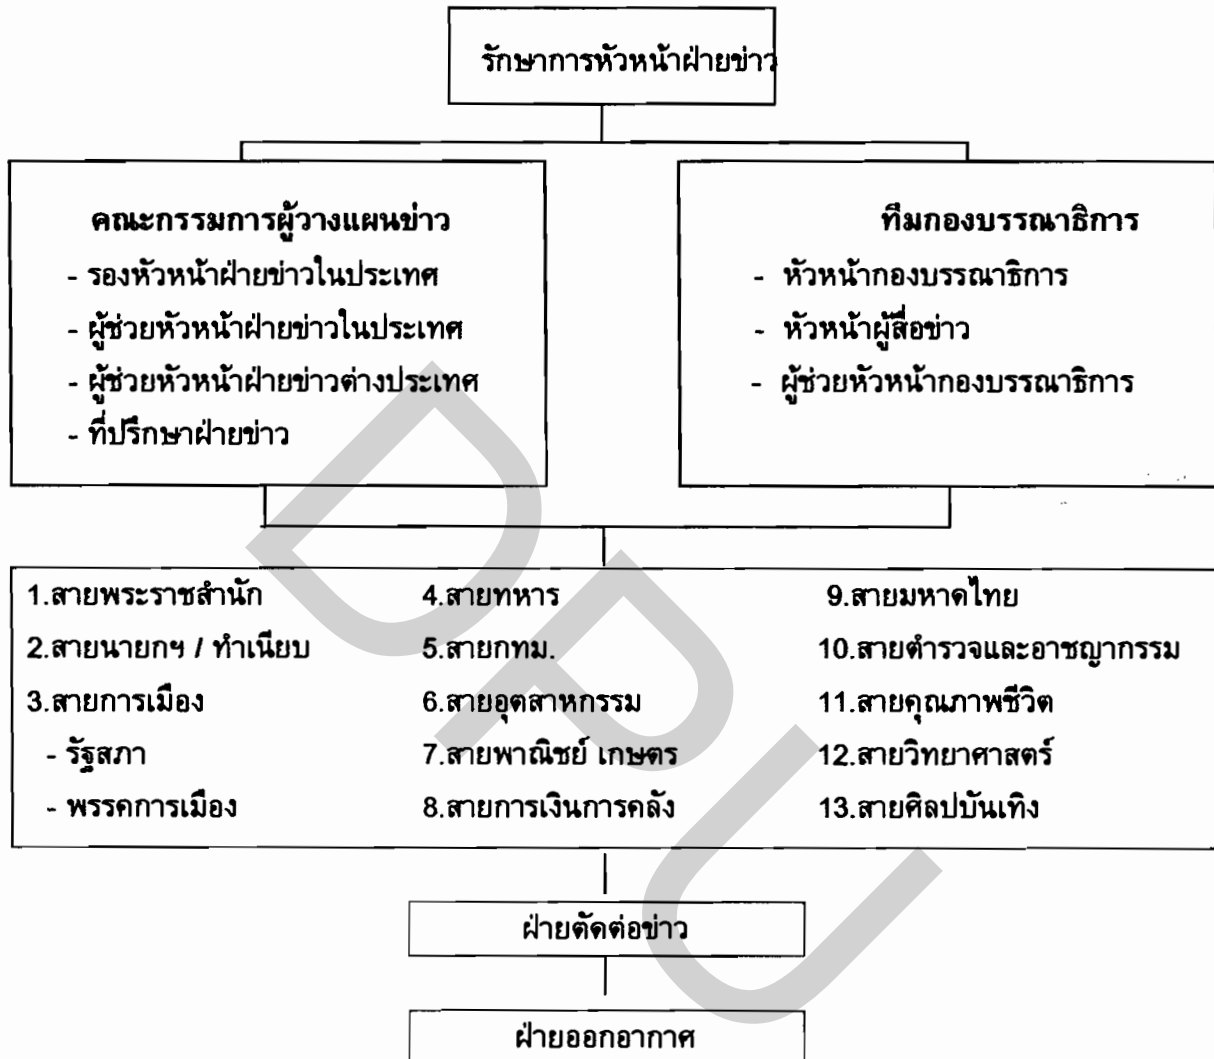 รักษาการหัวหน้าฝ่ายข่าว
คณะกรรมการผู้วางแผนข่าว
- รองหัวหน้าฝ่ายข่าวในประเทศ
- ผู้ช่วยหัวหน้าฝ่ายข่าวในประเทศ
- ผู้ช่วยหัวหน้าฝ่ายข่าวต่างประเทศ
- ที่ปรึกษาฝ่ายข่าว
ทีมกองบรรณาธิการ
- หัวหน้ากองบรรณาธิการ
- หัวหน้าผู้สื่อข่าว
- ผู้ช่วยหัวหน้ากองบรรณาธิการ
1.สายพระราชสำนัก
2.สายนายกฯ / ทำเนียบ
3.สายการเมือง
- รัฐสภา
- พรรคการเมือง
4.สายทหาร
5.สายกทม.
6.สายอุตสาหกรรม
7.สายพาณิชย์ เกษตร
8.สายการเงินการคลัง
9.สายมหาดไทย
10.สายตำรวจและอาชญากรรม
11.สายคุณภาพชีวิต
12.สายวิทยาศาสตร์
13.สายศิลปบันเทิง
ฝ่ายตัดต่อข่าว
ฝ่ายออกอากาศ
DPU